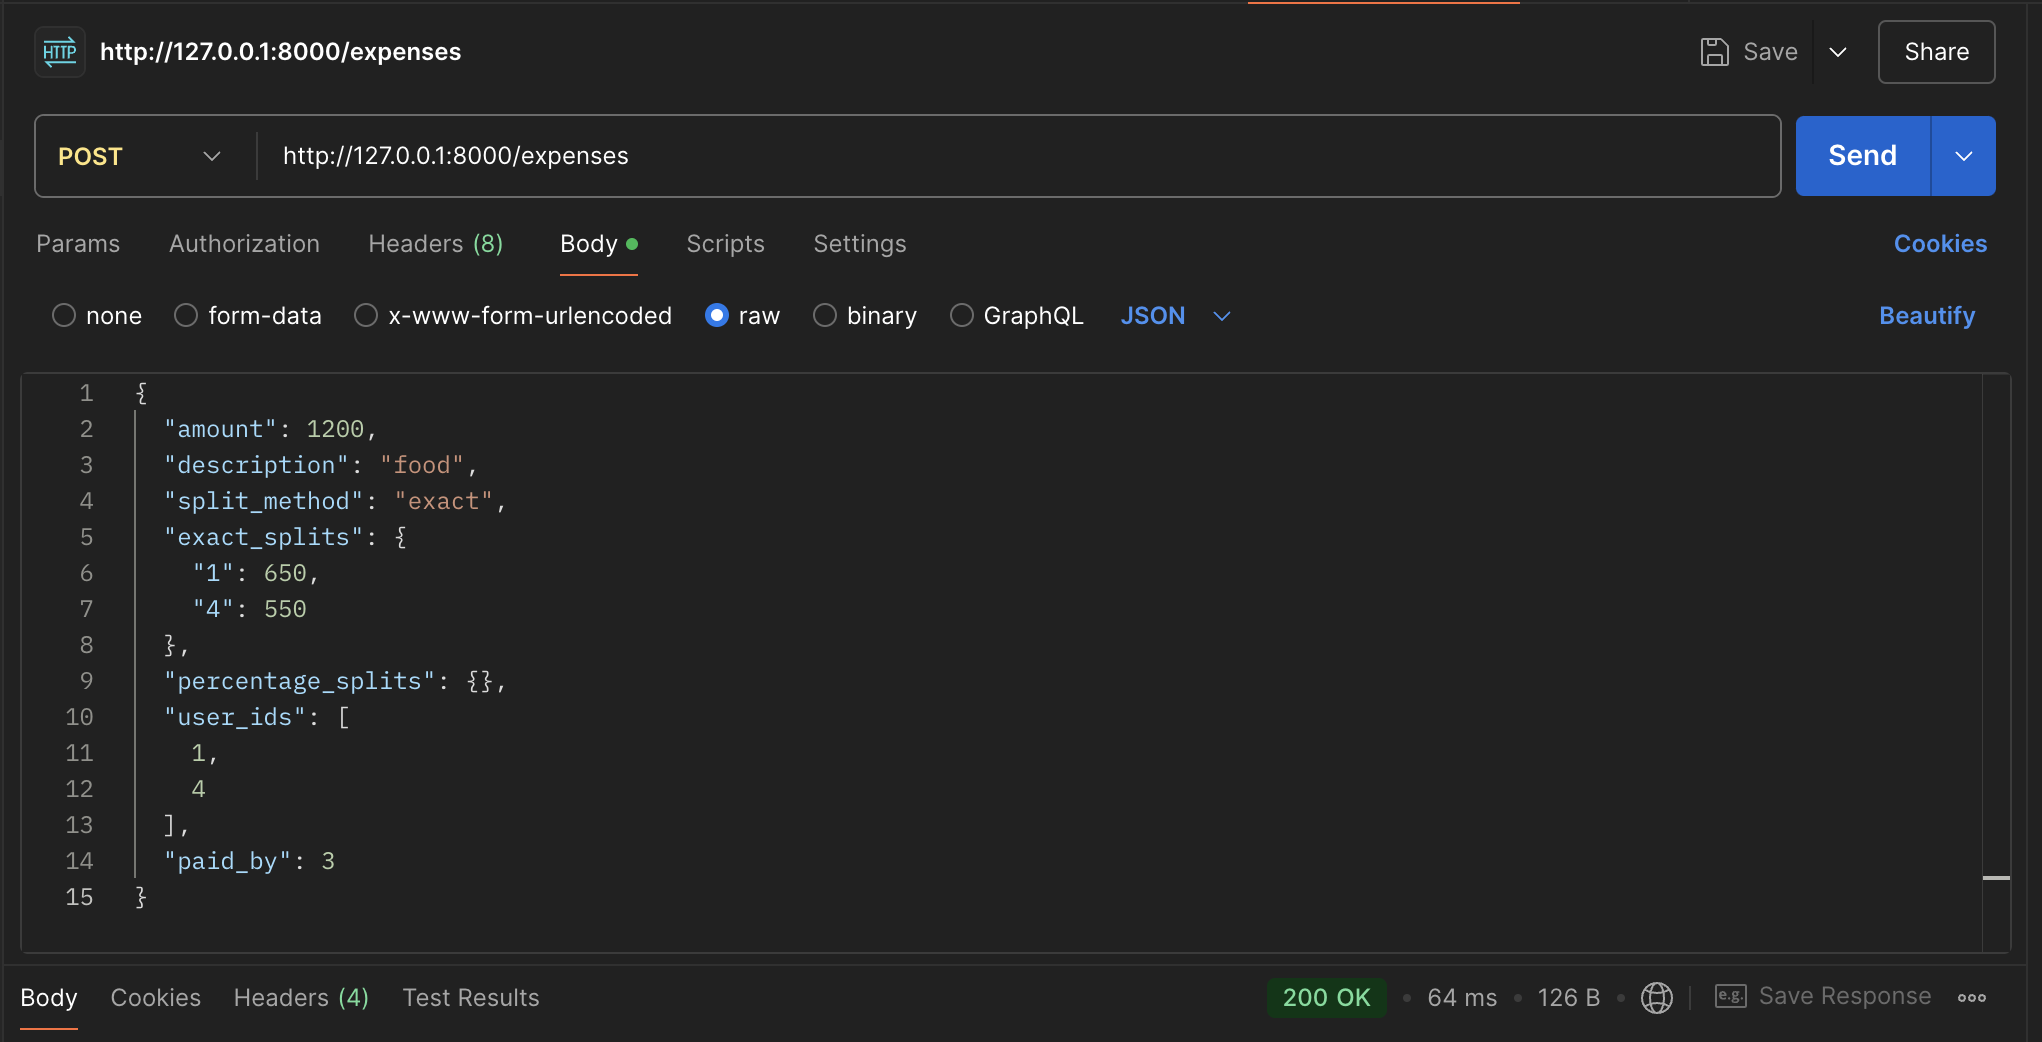 HTTP http://127.0.0.1:8000/expenses Save Share
POST http://127.0.0.1:8000/expenses Send
Params Authorization Headers (8) Body Scripts Settings Cookies
none form-data x-www-form-urlencoded raw binary GraphQL JSON Beautify
1 {
2 "amount": 1200,
3 "description": "food",
4 "split_method": "exact",
5 "exact_splits": {
6 "1": 650,
7 "4": 550
8 },
9 "percentage_splits": {},
10 "user_ids": [
11 1,
12 4
13 ],
14 "paid_by": 3
15 }
Body Cookies Headers (4) Test Results 200 OK • 64 ms • 126 B • e.g. Save Response